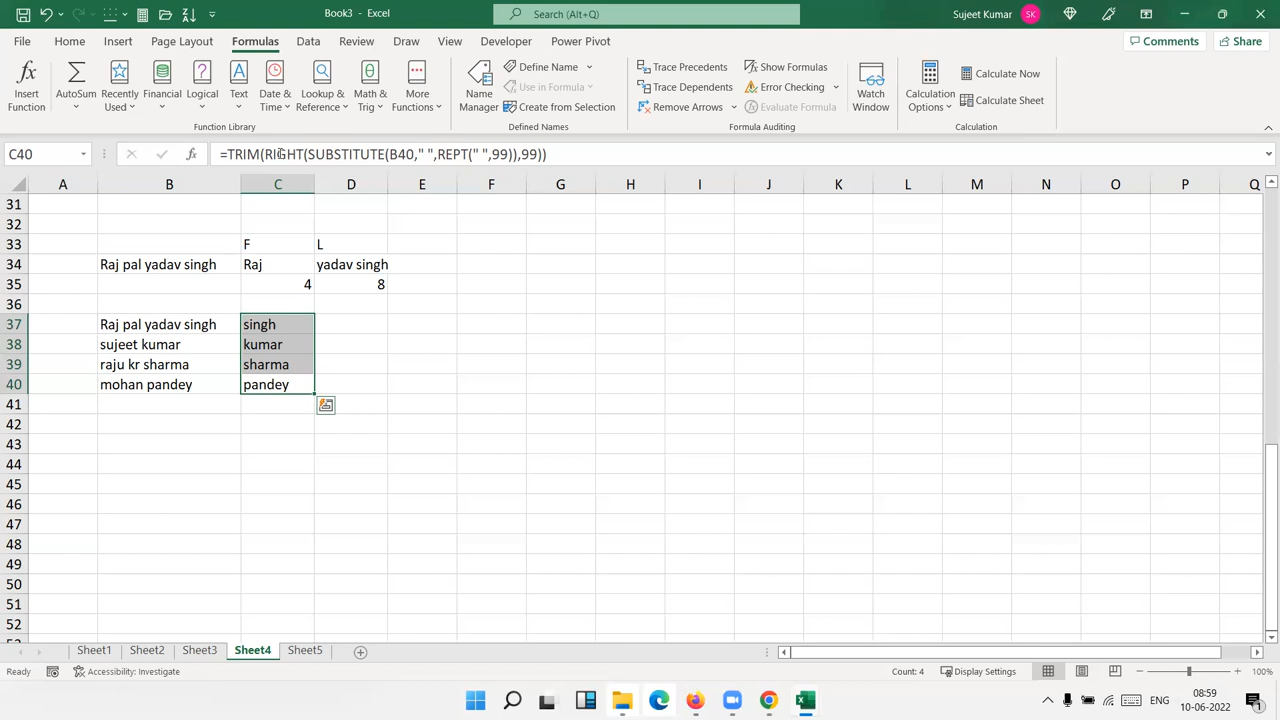 Book3 - Excel
Search (Alt+Q)
Sujeet Kumar
SK
File Home Insert Page Layout Formulas Data Review View Developer Automate Power Pivot
Comments
Share
Insert Function
AutoSum
Recently Used
Financial
Logical
Text
Date & Time
Lookup & Reference
Math & Trig
More Functions
Function Library
Name Manager
Define Name
Use in Formula
Create from Selection
Defined Names
Trace Precedents
Trace Dependents
Remove Arrows
Show Formulas
Error Checking
Evaluate Formula
Formula Auditing
Watch Window
Calculation Options
Calculate Now
Calculate Sheet
Calculation
C40
fx
=TRIM(RIGHT(SUBSTITUTE(B40," ",REPT(" ",99)),99))
A B C D E F G H I J K L M N O P Q
31
32
33 F L
34 Raj pal yadav singh Raj yadav singh
35 4 8
36
37 Raj pal yadav singh singh
38 sujeet kumar kumar
39 raju kr sharma sharma
40 mohan pandey pandey
41
42
43
44
45
46
47
48
49
50
51
52
53
Sheet1 Sheet2 Sheet3 Sheet4 Sheet5
Ready
Accessibility: Investigate
Count: 4
Display Settings
100%
ENG
08:59
10-06-2022
1